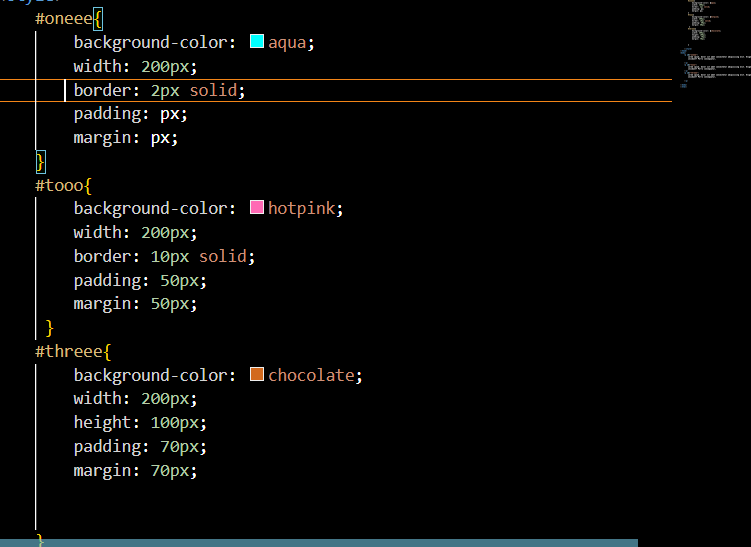 #oneee{
background-color: aqua;
width: 200px;
border: 2px solid;
padding: px;
margin: px;
}
#tooo{
background-color: hotpink;
width: 200px;
border: 10px solid;
padding: 50px;
margin: 50px;
}
#threee{
background-color: chocolate;
width: 200px;
height: 100px;
padding: 70px;
margin: 70px;
}